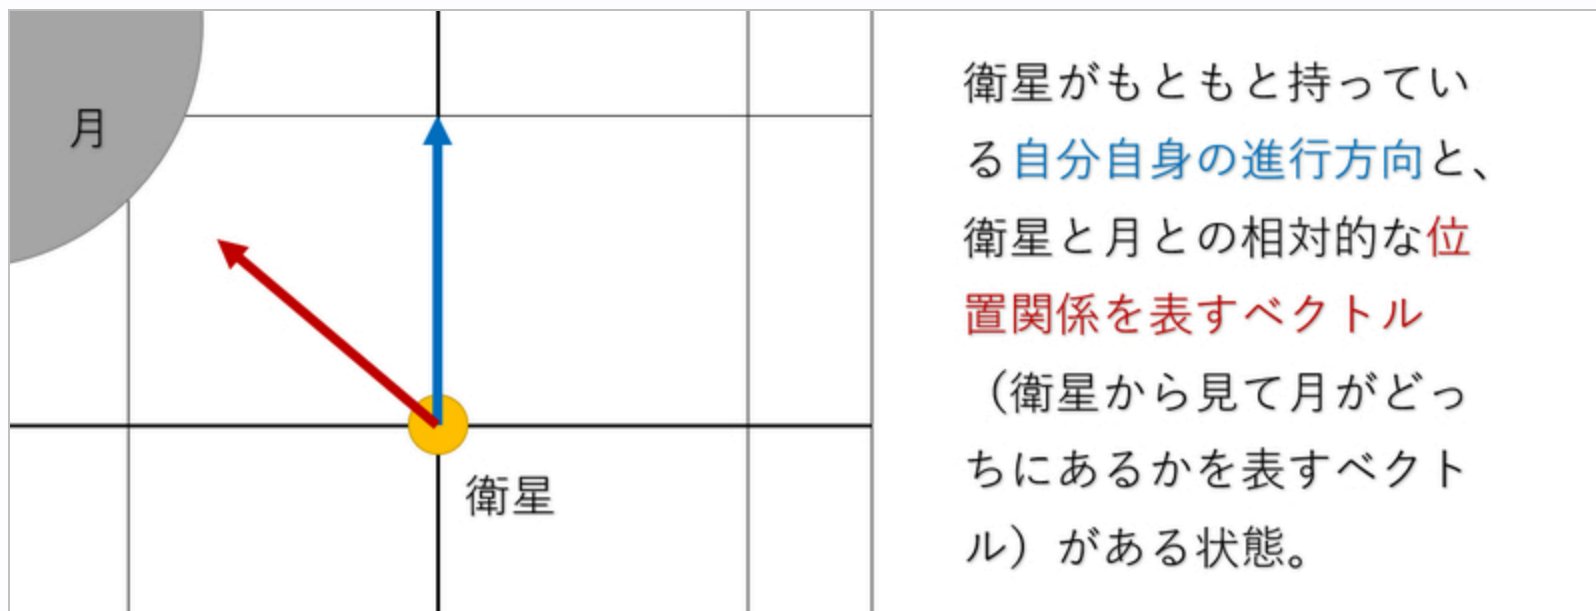 月
衛星
衛星がもともと持ってい
る自分自身の進行方向と、
衛星と月との相対的な位
置関係を表すベクトル
（衛星から見て月がどっ
ちにあるかを表すベクト
ル）がある状態。